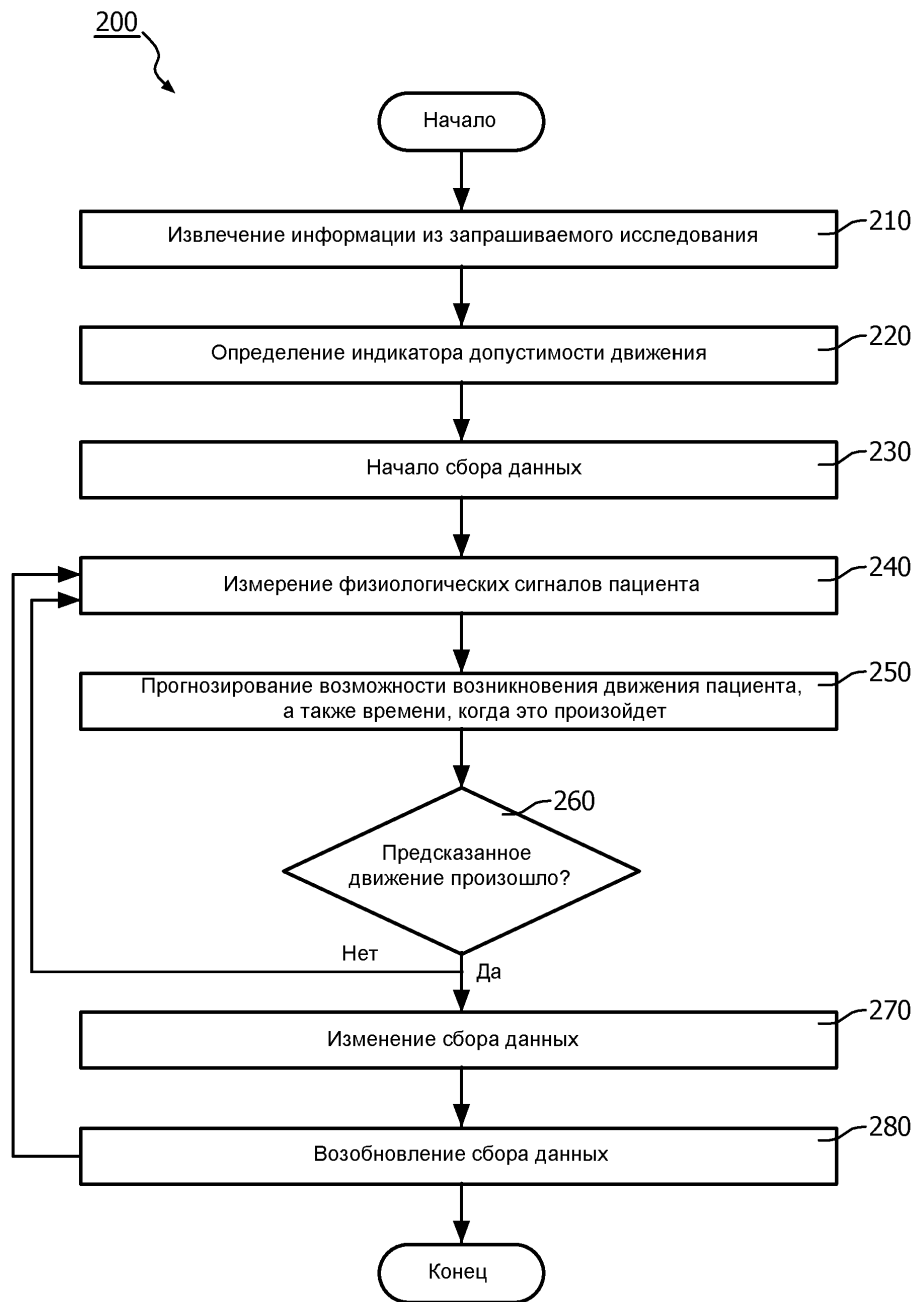 200
Начало
Извлечение информации из запрашиваемого исследования
210
Определение индикатора допустимости движения
220
Начало сбора данных
230
Измерение физиологических сигналов пациента
240
Прогнозирование возможности возникновения движения пациента,
а также времени, когда это произойдет
250
260
Предсказанное
движение произошло?
Нет
Да
Изменение сбора данных
270
Возобновление сбора данных
280
Конец